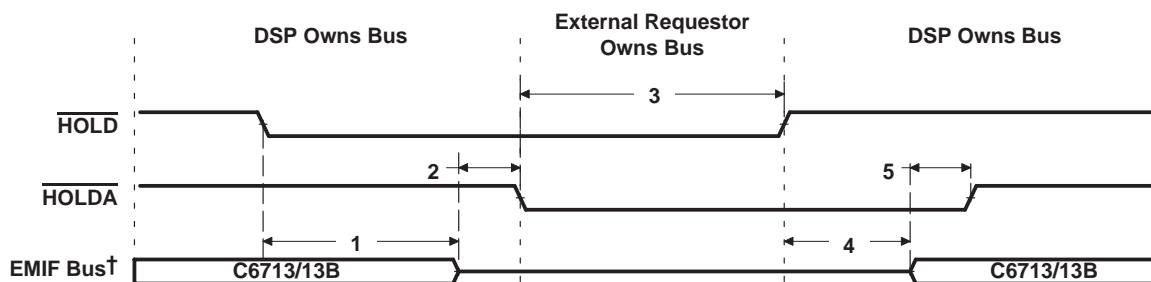 DSP Owns Bus
External Requestor
Owns Bus
DSP Owns Bus
3
HOLD
2
5
HOLDA
1
4
EMIF Bus†
C6713/13B
C6713/13B